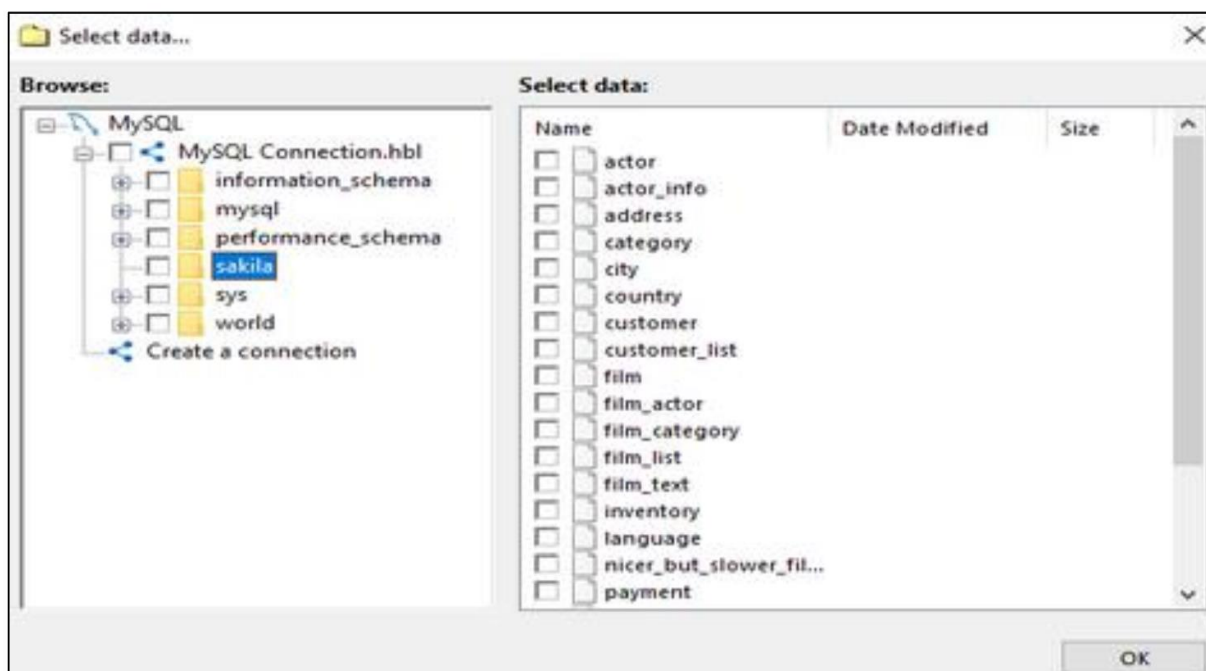 Select data...
Browse:
MySQL
MySQL Connection.hbl
information_schema
mysql
performance_schema
sakila
sys
world
Create a connection
Select data:
Name Date Modified Size
actor
actor_info
address
category
city
country
customer
customer_list
film
film_actor
film_category
film_list
film_text
inventory
language
nicer_but_slower_fil...
payment
OK